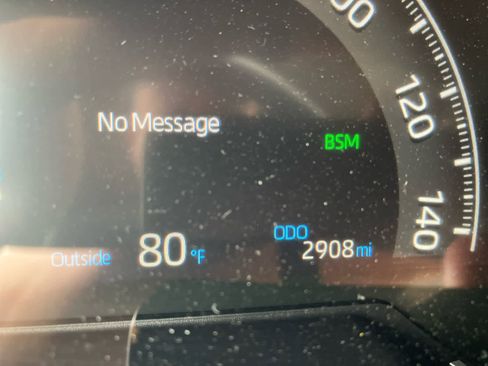 120
No Message
BSM
140
ODO
Outside 80 °F
2908 mi